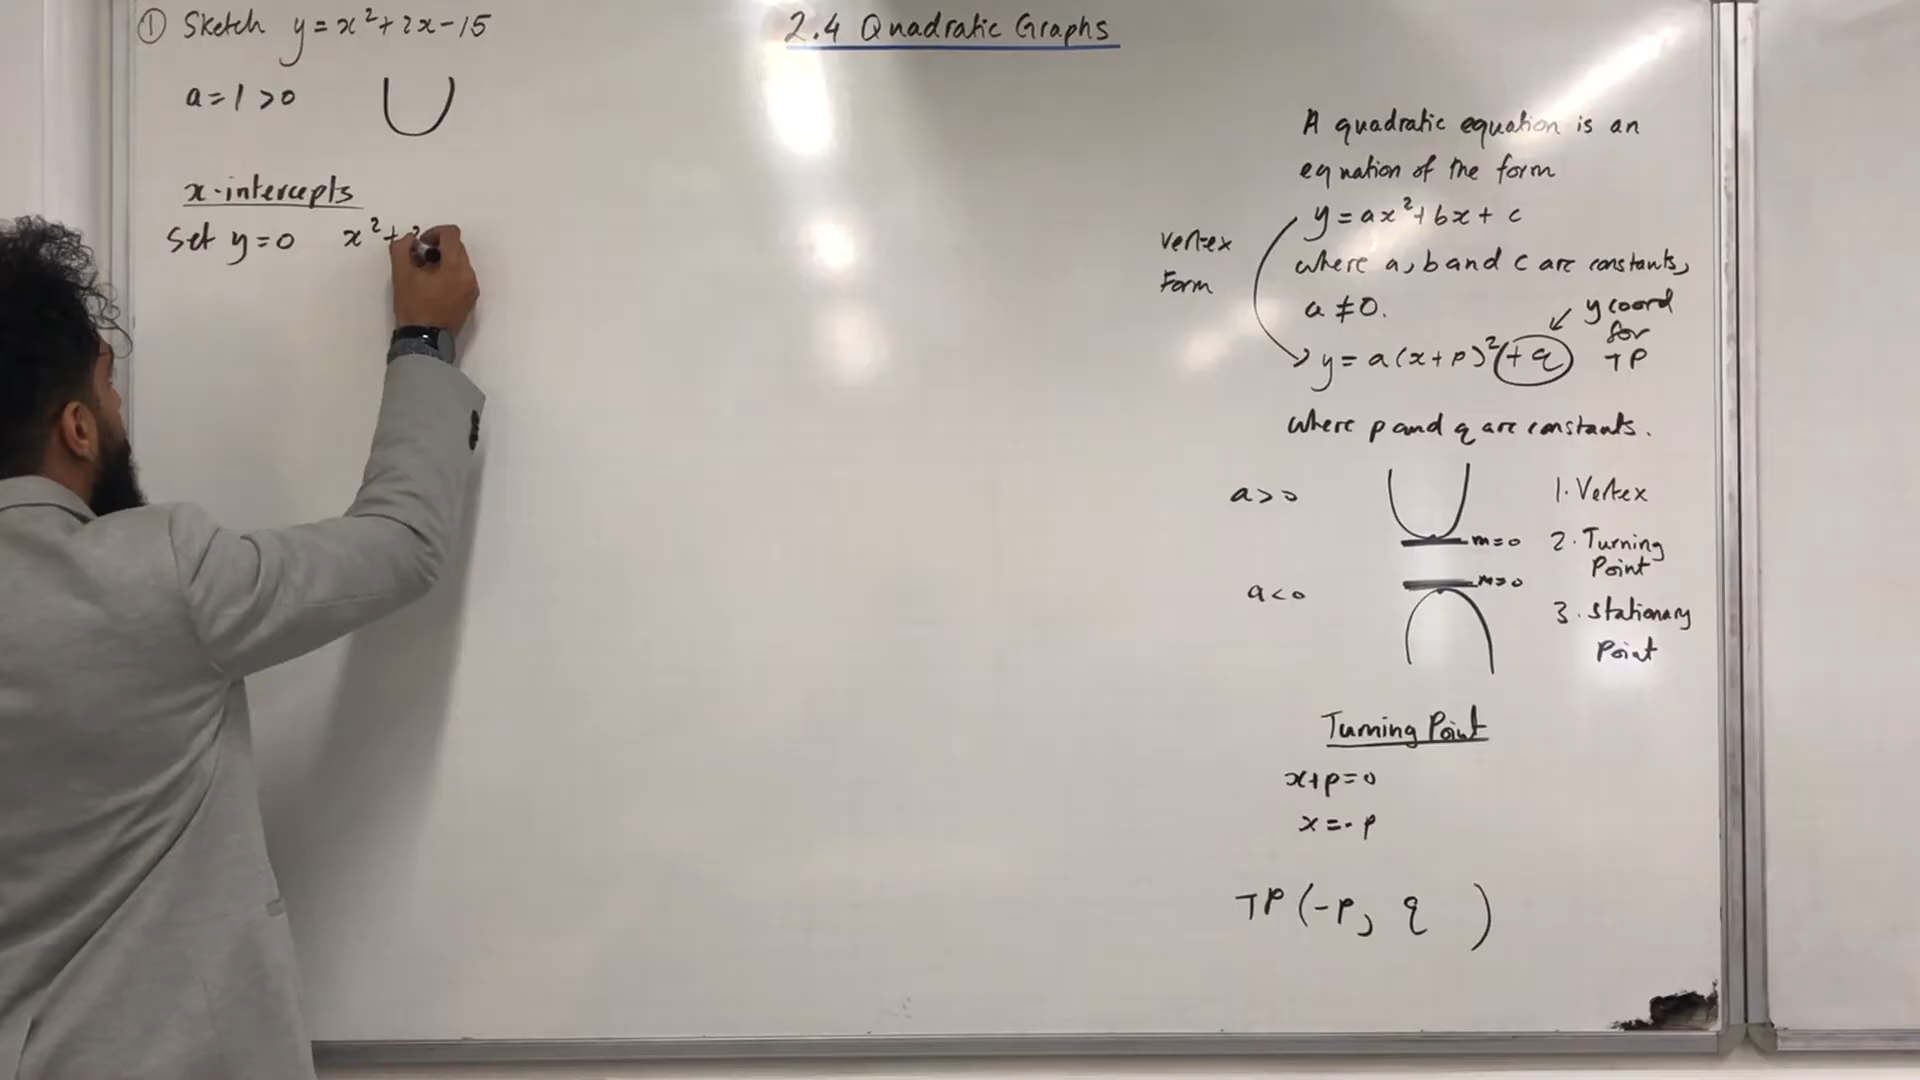 ① Sketch y = x² + 2x - 15
2.4 Quadratic Graphs
a = 1 > 0
x-intercepts
Set y = 0 x² +
A quadratic equation is an
equation of the form
y = ax² + bx + c
Vertex
Form
where a, b and c are constants,
a ≠ 0.
y coord
for
TP
y = a(x + p)² + q
where p and q are constants.
a > 0
m = 0
1. Vertex
2. Turning
Point
a < 0
m = 0
3. Stationary
Point
Turning Point
x + p = 0
x = - p
TP (-p, q )